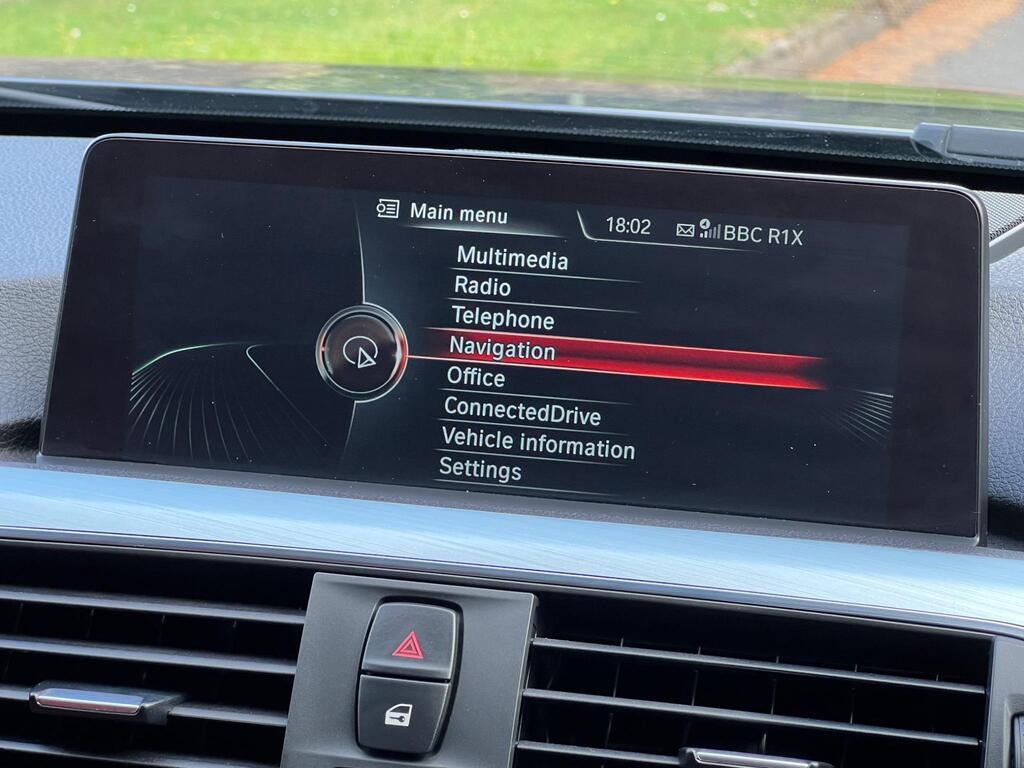 Main menu
18:02
BBC R1X
Multimedia
Radio
Telephone
Navigation
Office
ConnectedDrive
Vehicle information
Settings